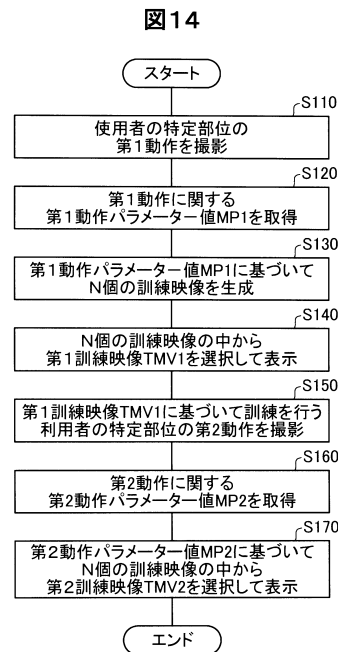 図14
スタート
S110
使用者の特定部位の
第1動作を撮影
S120
第1動作に関する
第1動作パラメーター値MP1を取得
S130
第1動作パラメーター値MP1に基づいて
N個の訓練映像を生成
S140
N個の訓練映像の中から
第1訓練映像TMV1を選択して表示
S150
第1訓練映像TMV1に基づいて訓練を行う
利用者の特定部位の第2動作を撮影
S160
第2動作に関する
第2動作パラメーター値MP2を取得
S170
第2動作パラメーター値MP2に基づいて
N個の訓練映像の中から
第2訓練映像TMV2を選択して表示
エンド